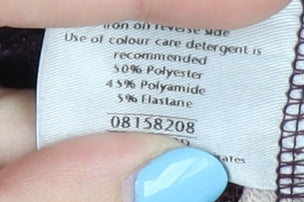 Iron on reverse side
Use of colour care detergent is
recommended
50% Polyester
45% Polyamide
5% Elastane
08158208